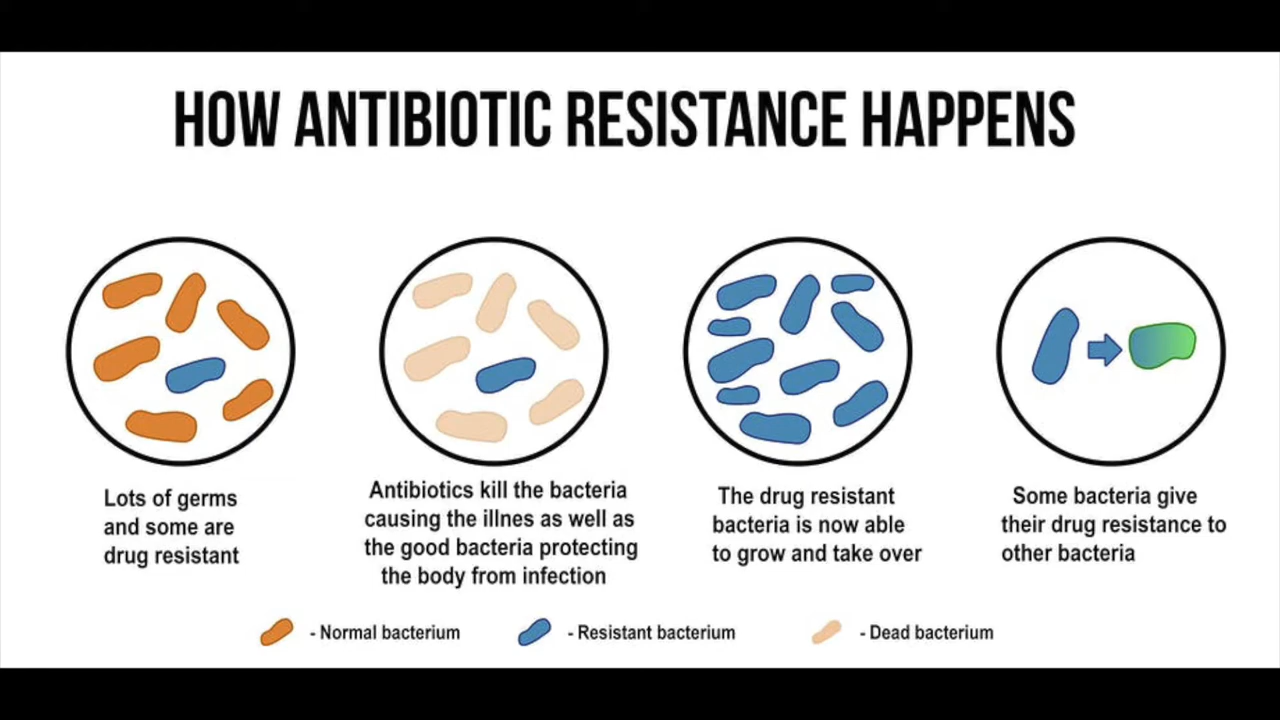 HOW ANTIBIOTIC RESISTANCE HAPPENS
Lots of germs
and some are
drug resistant
Antibiotics kill the bacteria
causing the illnes as well as
the good bacteria protecting
the body from infection
The drug resistant
bacteria is now able
to grow and take over
Some bacteria give
their drug resistance to
other bacteria
- Normal bacterium
- Resistant bacterium
- Dead bacterium